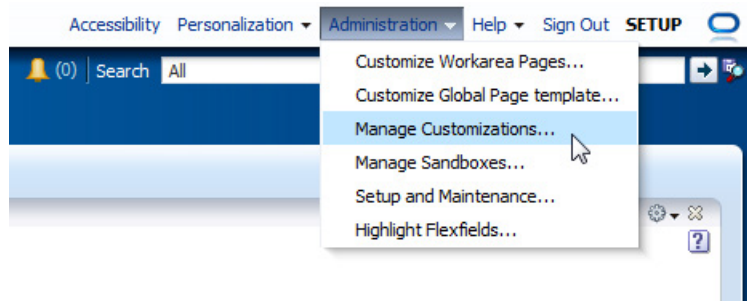 Accessibility Personalization Administration Help Sign Out SETUP
(0) Search All
Customize Workarea Pages...
Customize Global Page template...
Manage Customizations...
Manage Sandboxes...
Setup and Maintenance...
Highlight Flexfields...
?